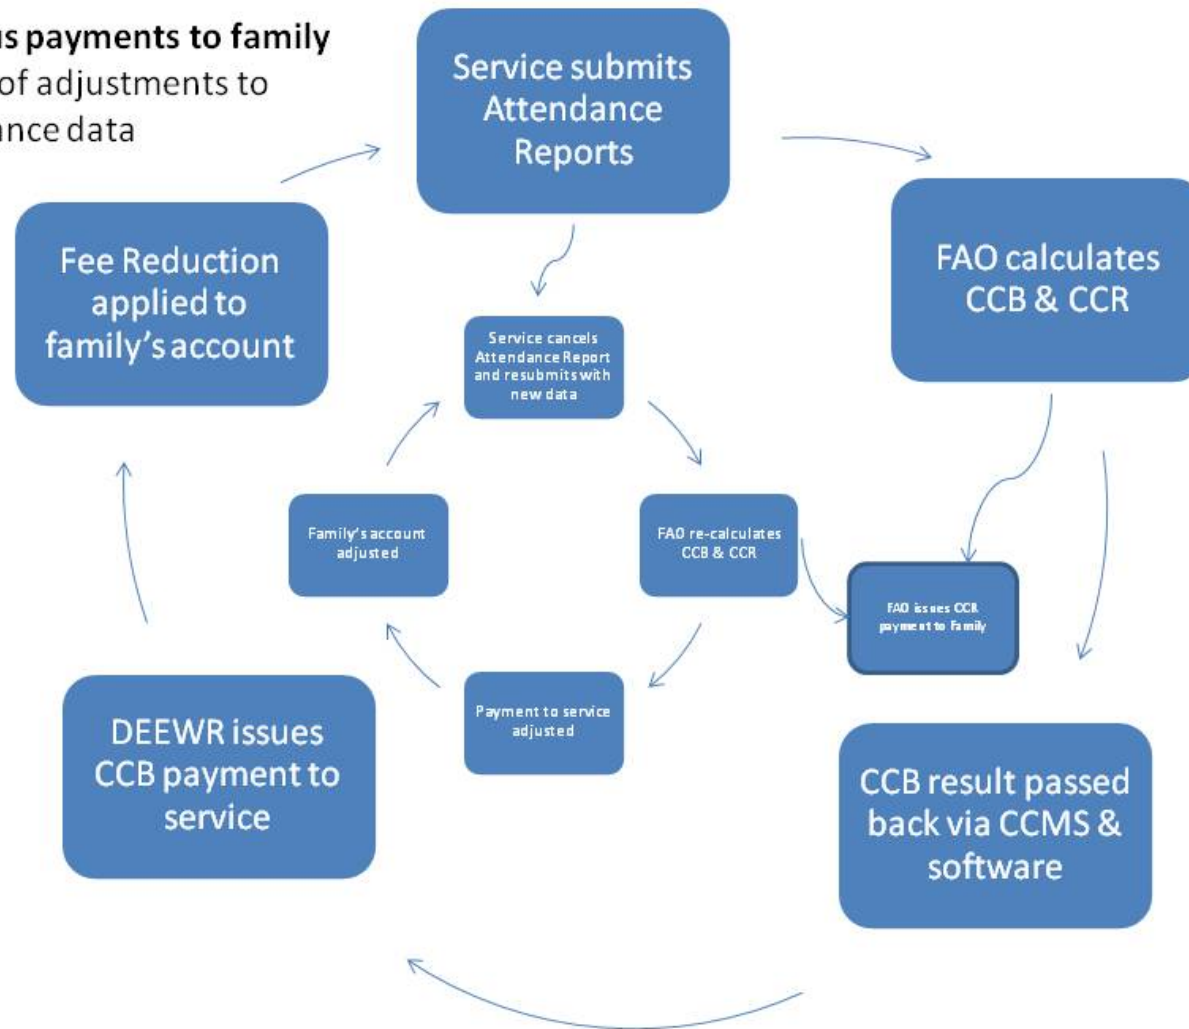 us payments to family
of adjustments to
ance data
Service submits
Attendance
Reports
Fee Reduction
applied to
family's account
FAO calculates
CCB & CCR
Service cancels
Attendance Report
and resubmits with
new data
Family's account
adjusted
FAO re-calculates
CCB & CCR
FAO issues CCR
payment to Family
Payment to service
adjusted
DEEWR issues
CCB payment to
service
CCB result passed
back via CCMS &
software